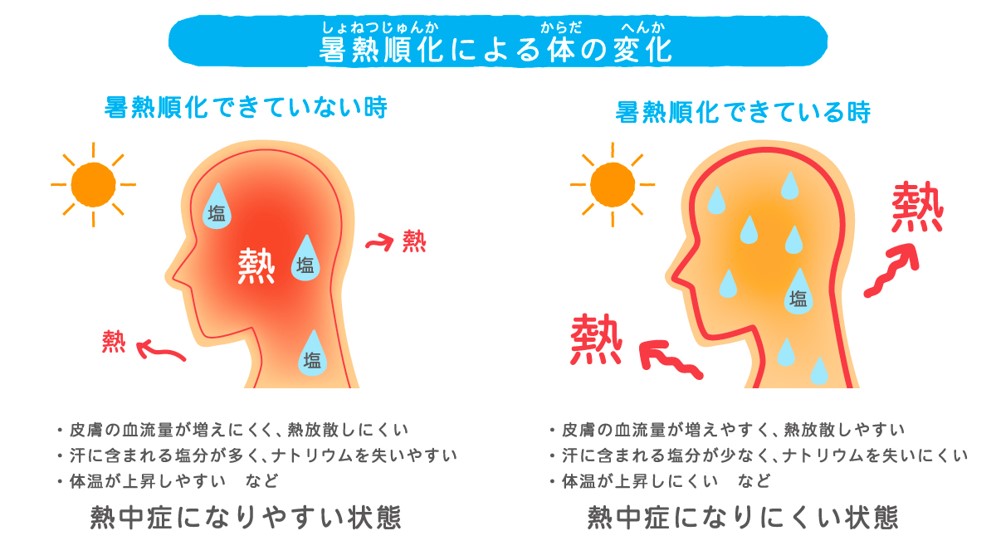 しょねつじゅんか からだ へんか
暑熱順化による体の変化
暑熱順化できていない時
塩
熱
塩
熱
熱
塩
・皮膚の血流量が増えにくく、熱放散しにくい
・汗に含まれる塩分が多く、ナトリウムを失いやすい
・体温が上昇しやすい　など
熱中症になりやすい状態
暑熱順化できている時
熱
塩
熱
・皮膚の血流量が増えやすく、熱放散しやすい
・汗に含まれる塩分が少なく、ナトリウムを失いにくい
・体温が上昇しにくい　など
熱中症になりにくい状態